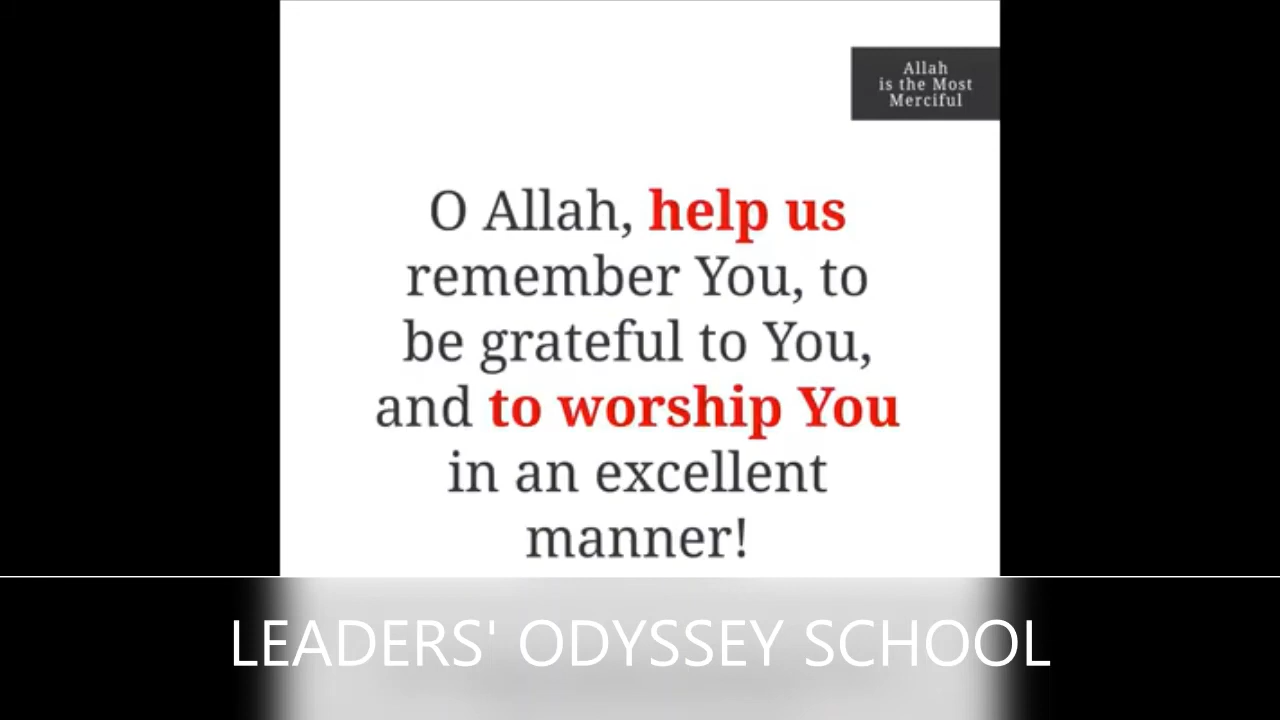 Allah
is the Most
Merciful
O Allah, help us
remember You, to
be grateful to You,
and to worship You
in an excellent
manner!
LEADERS' ODYSSEY SCHOOL